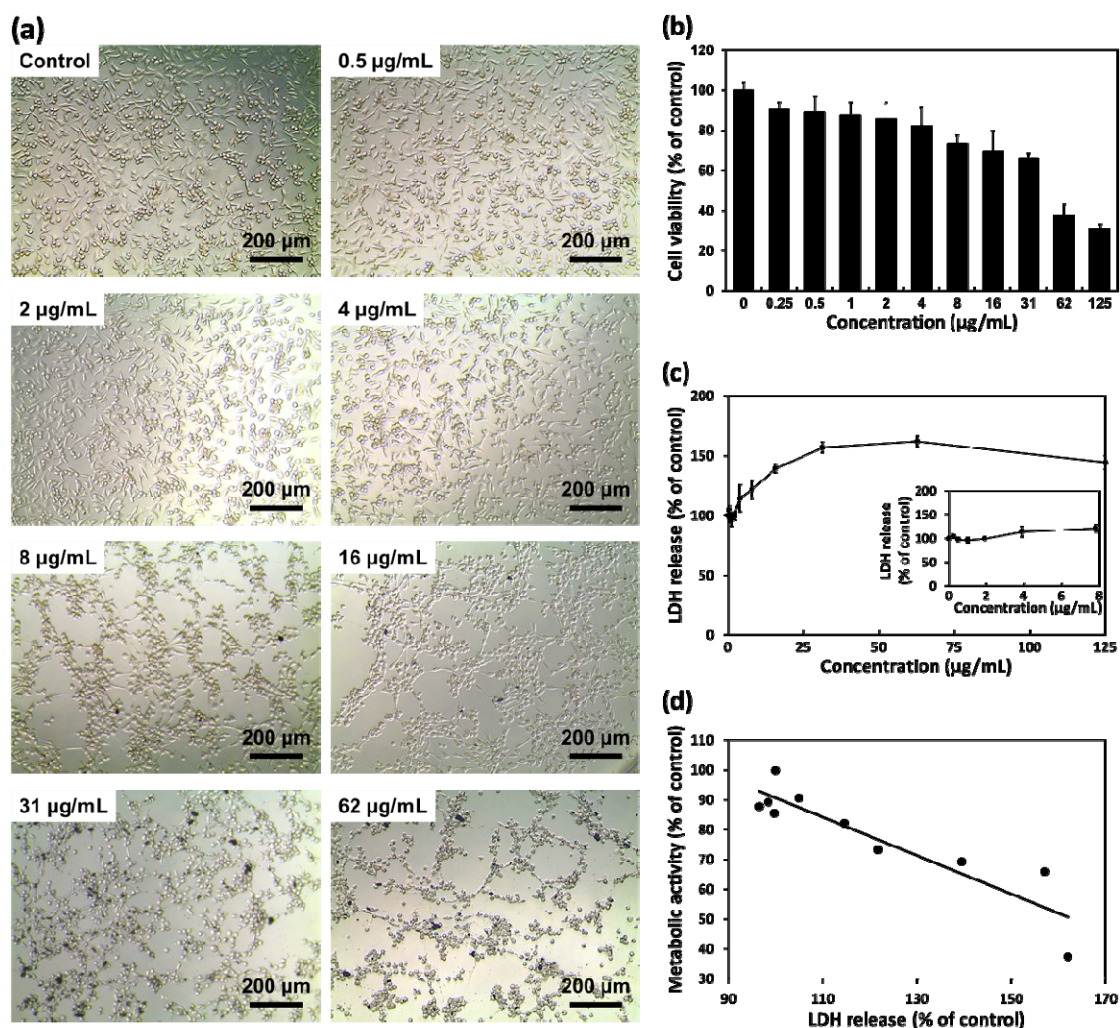 (a)
Control
200 µm
0.5 µg/mL
200 µm
2 µg/mL
200 µm
4 µg/mL
200 µm
8 µg/mL
200 µm
16 µg/mL
200 µm
31 µg/mL
200 µm
62 µg/mL
200 µm
(b)
Cell viability (% of control)
120
100
80
60
40
20
0
0 0.25 0.5 1 2 4 8 16 31 62 125
Concentration (µg/mL)
(c)
LDH release (% of control)
200
150
100
50
0
0 25 50 75 100 125
Concentration (µg/mL)
LDH release
(% of control)
200
150
100
50
0
0 2 4 6 8
Concentration (µg/mL)
(d)
Metabolic activity (% of control)
110
100
90
80
70
60
50
40
30
90 110 130 150 170
LDH release (% of control)